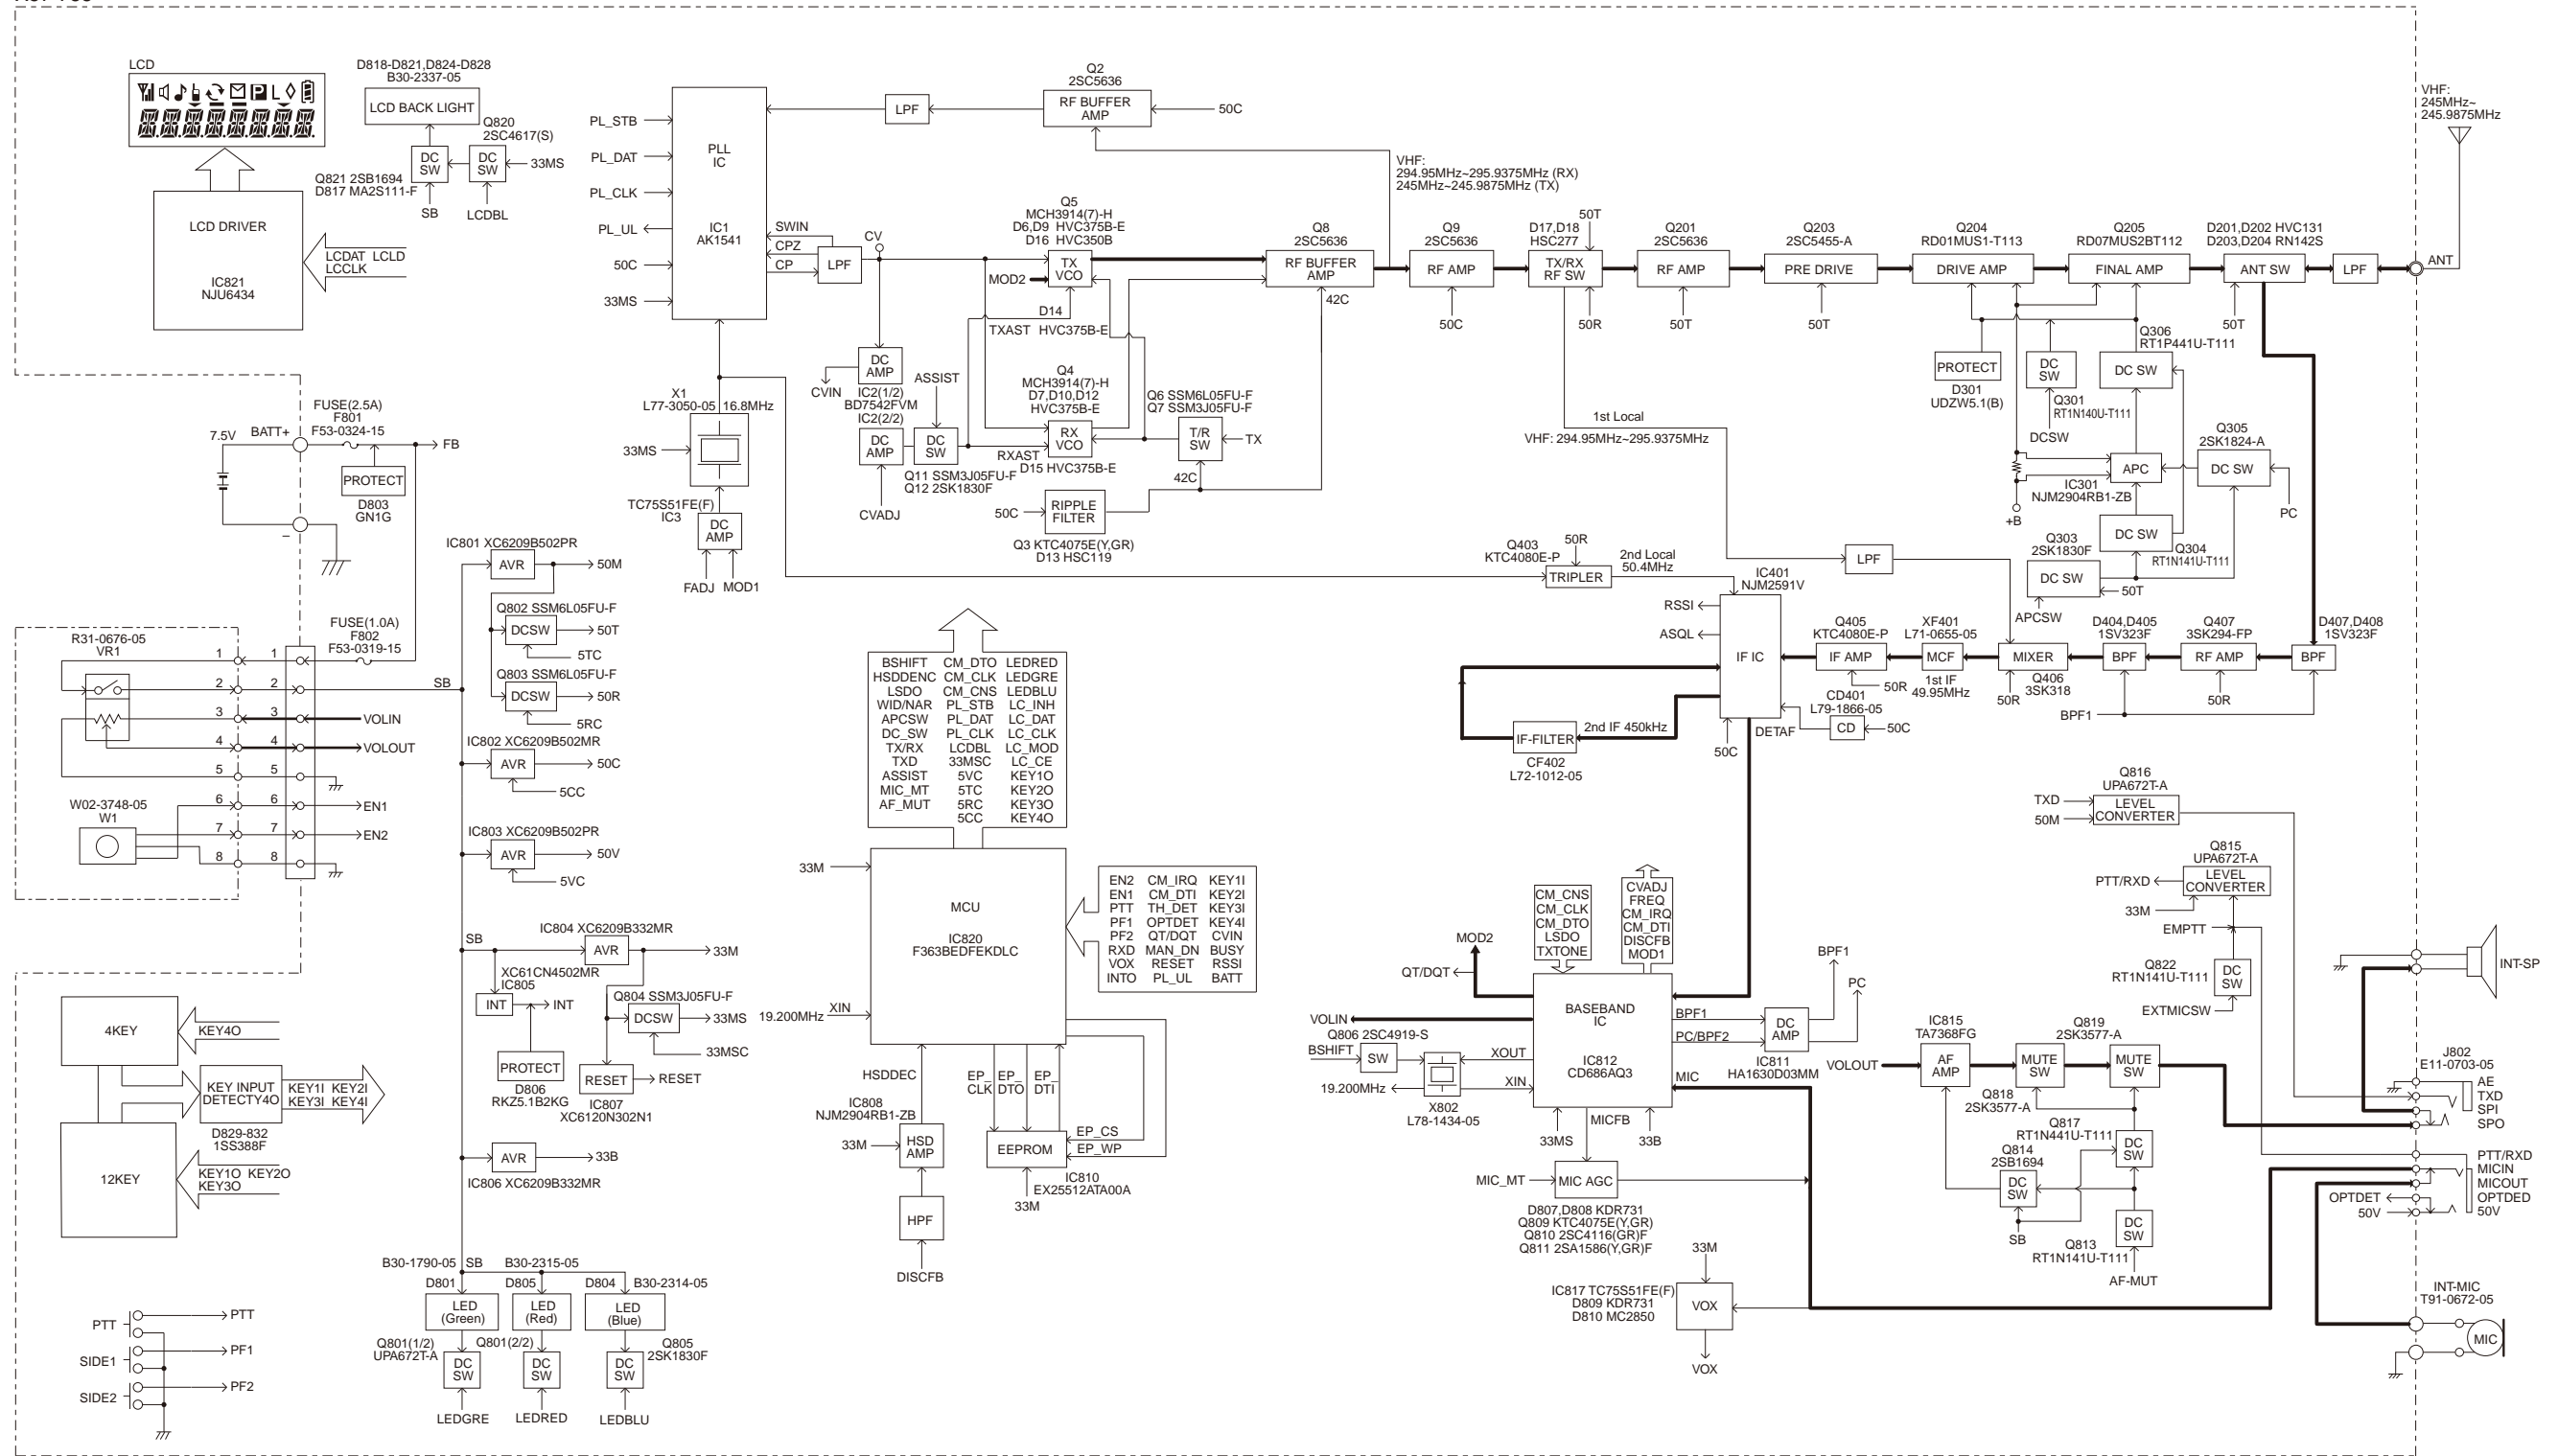 LCD
D818-D821,D824-D828
B30-2337-05
LCD BACK LIGHT
Q820
2SC4617(S)
DC
SW
DC
SW
33MS
Q821 2SB1694
D817 MA2S111-F
SB
LCDBL
LCD DRIVER
IC821
NJU6434
LCDAT LCLD
LCCLK
PL_STB
PL_DAT
PL_CLK
PL_UL
50C
33MS
PLL
IC
IC1
AK1541
SWIN
CPZ
CP
LPF
CV
LPF
Q2
2SC5636
RF BUFFER
AMP
50C
VHF:
294.95MHz~295.9375MHz (RX)
245MHz~245.9875MHz (TX)
Q5
MCH3914(7)-H
D6,D9 HVC375B-E
D16 HVC350B
TX
VCO
MOD2
D14
TXAST HVC375B-E
Q8
2SC5636
RF BUFFER
AMP
42C
Q9
2SC5636
RF AMP
50C
D17,D18
HSC277
50T
TX/RX
RF SW
50R
Q201
2SC5636
RF AMP
50T
Q203
2SC5455-A
PRE DRIVE
50T
Q204
RD01MUS1-T113
DRIVE AMP
Q205
RD07MUS2BT112
FINAL AMP
D201,D202 HVC131
D203,D204 RN142S
ANT SW
50T
LPF
ANT
VHF:
245MHz~
245.9875MHz
PROTECT
D301
UDZW5.1(B)
DC
SW
Q301
RT1N140U-T111
DCSW
Q306
RT1P441U-T111
DC SW
Q305
2SK1824-A
DC SW
PC
APC
IC301
NJM2904RB1-ZB
+B
DC SW
Q304
RT1N141U-T111
Q303
2SK1830F
DC SW
50T
APCSW
DC
AMP
CVIN
IC2(1/2)
BD7542FVM
IC2(2/2)
DC
AMP
CVADJ
ASSIST
DC
SW
Q11 SSM3J05FU-F
Q12 2SK1830F
Q4
MCH3914(7)-H
D7,D10,D12
HVC375B-E
RX
VCO
RXAST
D15 HVC375B-E
Q6 SSM6L05FU-F
Q7 SSM3J05FU-F
T/R
SW
TX
42C
50C
RIPPLE
FILTER
Q3 KTC4075E(Y,GR)
D13 HSC119
1st Local
VHF: 294.95MHz~295.9375MHz
X1
L77-3050-05 16.8MHz
33MS
TC75S51FE(F)
IC3
DC
AMP
FADJ MOD1
7.5V
BATT+
–
FUSE(2.5A)
F801
F53-0324-15
FB
PROTECT
D803
GN1G
FUSE(1.0A)
F802
F53-0319-15
R31-0676-05
VR1
1 1
2 2
3 3
4 4
5 5
6 6
7 7
8 8
SB
VOLIN
VOLOUT
EN1
EN2
W02-3748-05
W1
IC801 XC6209B502PR
AVR
50M
Q802 SSM6L05FU-F
DCSW
50T
5TC
Q803 SSM6L05FU-F
DCSW
50R
5RC
IC802 XC6209B502MR
AVR
50C
5CC
IC803 XC6209B502PR
AVR
50V
5VC
IC804 XC6209B332MR
SB
AVR
33M
XC61CN4502MR
IC805
INT
INT
PROTECT
D806
RKZ5.1B2KG
Q804 SSM3J05FU-F
DCSW
33MS
33MSC
RESET
RESET
IC807
XC6120N302N1
AVR
33B
IC806 XC6209B332MR
4KEY
KEY4O
KEY INPUT
DETECTY4O
KEY1I KEY2I
KEY3I KEY4I
D829-832
1SS388F
12KEY
KEY1O KEY2O
KEY3O
PTT
PTT
SIDE1
PF1
SIDE2
PF2
B30-1790-05
SB
B30-2315-05
D801
D805
D804
B30-2314-05
LED
(Green)
LED
(Red)
LED
(Blue)
Q801(1/2)
UPA672T-A
Q801(2/2)
Q805
2SK1830F
DC
SW
DC
SW
DC
SW
LEDGRE
LEDRED
LEDBLU
BSHIFT CM_DTO LEDRED
HSDDENC CM_CLK LEDGRE
LSDO CM_CNS LEDBLU
WID/NAR PL_STB LC_INH
APCSW PL_DAT LC_DAT
DC_SW PL_CLK LC_CLK
TX/RX LCDBL LC_MOD
TXD 33MSC LC_CE
ASSIST 5VC KEY1O
MIC_MT 5TC KEY2O
AF_MUT 5RC KEY3O
5CC KEY4O
33M
MCU
IC820
F363BEDFEKDLC
XIN
19.200MHz
EN2 CM_IRQ KEY1I
EN1 CM_DTI KEY2I
PTT TH_DET KEY3I
PF1 OPTDET KEY4I
PF2 QT/DQT CVIN
RXD MAN_DN BUSY
VOX RESET RSSI
INTO PL_UL BATT
HSDDEC
EP_
CLK
EP_
DTO
EP_
DTI
IC808
NJM2904RB1-ZB
33M
HSD
AMP
HPF
DISCFB
EP_CS
EP_WP
EEPROM
IC810
EX25512ATA00A
33M
Q403
KTC4080E-P
50R
TRIPLER
2nd Local
50.4MHz
IC401
NJM2591V
RSSI
ASQL
IF IC
50C
DETAF
IF-FILTER
2nd IF 450kHz
CF402
L72-1012-05
LPF
Q405
KTC4080E-P
IF AMP
50R
XF401
L71-0655-05
MCF
1st IF
49.95MHz
CD401
L79-1866-05
CD
50C
MIXER
Q406
3SK318
50R
D404,D405
1SV323F
BPF
BPF1
Q407
3SK294-FP
RF AMP
50R
D407,D408
1SV323F
BPF
CM_CNS
CM_CLK
CM_DTO
LSDO
TXTONE
CVADJ
FREQ
CM_IRQ
CM_DTI
DISCFB
MOD1
MOD2
QT/DQT
BASEBAND
IC
IC812
CD686AQ3
VOLIN
Q806 2SC4919-S
BSHIFT
SW
XOUT
XIN
19.200MHz
X802
L78-1434-05
BPF1
PC/BPF2
DC
AMP
IC811
HA1630D03MM
BPF1
PC
MIC
33MS
MICFB
33B
MIC_MT
MIC AGC
D807,D808 KDR731
Q809 KTC4075E(Y,GR)
Q810 2SC4116(GR)F
Q811 2SA1586(Y,GR)F
33M
IC817 TC75S51FE(F)
D809 KDR731
D810 MC2850
VOX
VOX
Q816
UPA672T-A
TXD
50M
LEVEL
CONVERTER
Q815
UPA672T-A
PTT/RXD
LEVEL
CONVERTER
33M
EMPTT
Q822
RT1N141U-T111
DC
SW
EXTMICSW
INT-SP
VOLOUT
IC815
TA7368FG
AF
AMP
MUTE
SW
Q818
2SK3577-A
Q819
2SK3577-A
MUTE
SW
Q817
RT1N441U-T111
DC
SW
Q814
2SB1694
DC
SW
SB
Q813
RT1N141U-T111
DC
SW
AF-MUT
J802
E11-0703-05
AE
TXD
SPI
SPO
PTT/RXD
MICIN
MICOUT
OPTDET
OPTDED
50V
50V
INT-MIC
T91-0672-05
MIC